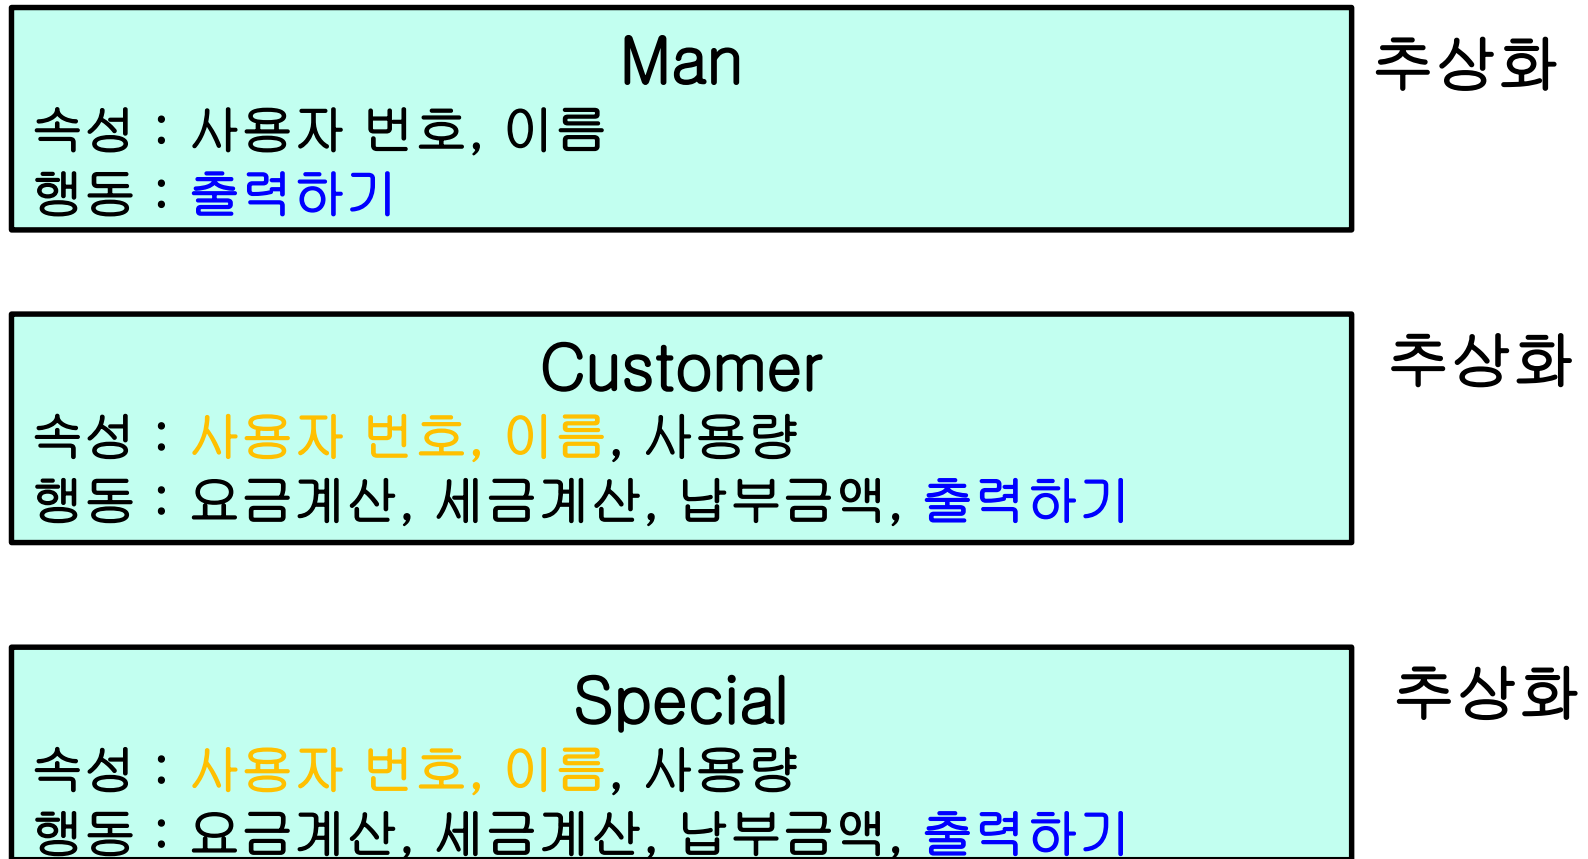 Man
추상화
속성 : 사용자 번호, 이름
행동 : 출력하기
Customer
추상화
속성 : 사용자 번호, 이름, 사용량
행동 : 요금계산, 세금계산, 납부금액, 출력하기
Special
추상화
속성 : 사용자 번호, 이름, 사용량
행동 : 요금계산, 세금계산, 납부금액, 출력하기